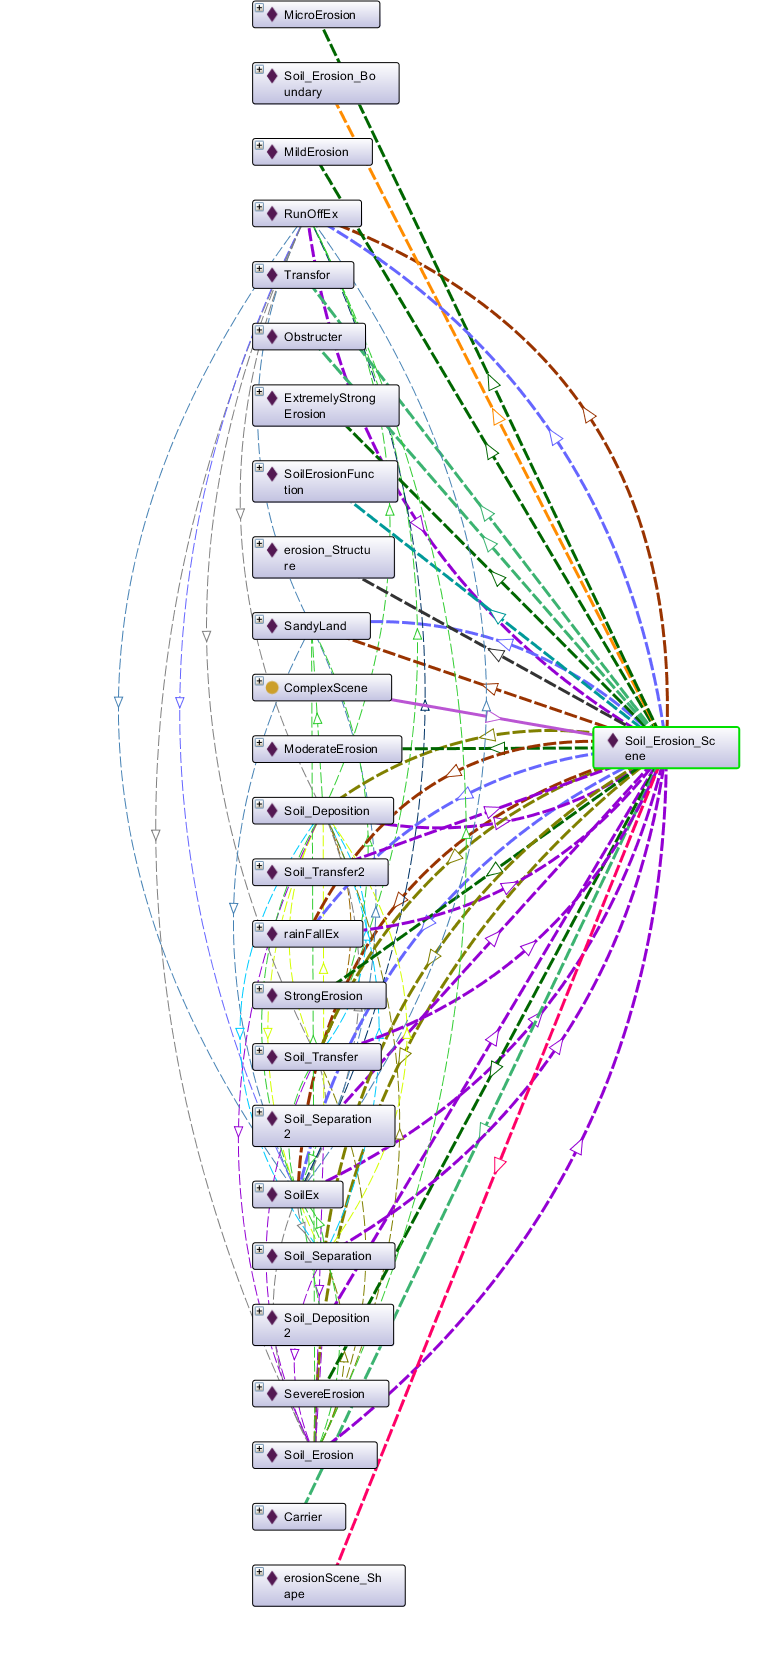 MicroErosion
Soil_Erosion_Bo
undary
MildErosion
RunOffEx
Transfor
Obstructer
ExtremelyStrong
Erosion
SoilErosionFunc
tion
erosion_Structu
re
SandyLand
ComplexScene
Soil_Erosion_Sc
ene
ModerateErosion
Soil_Deposition
Soil_Transfer2
rainFallEx
StrongErosion
Soil_Transfer
Soil_Separation
2
SoilEx
Soil_Separation
Soil_Deposition
2
SevereErosion
Soil_Erosion
Carrier
erosionScene_Sh
ape